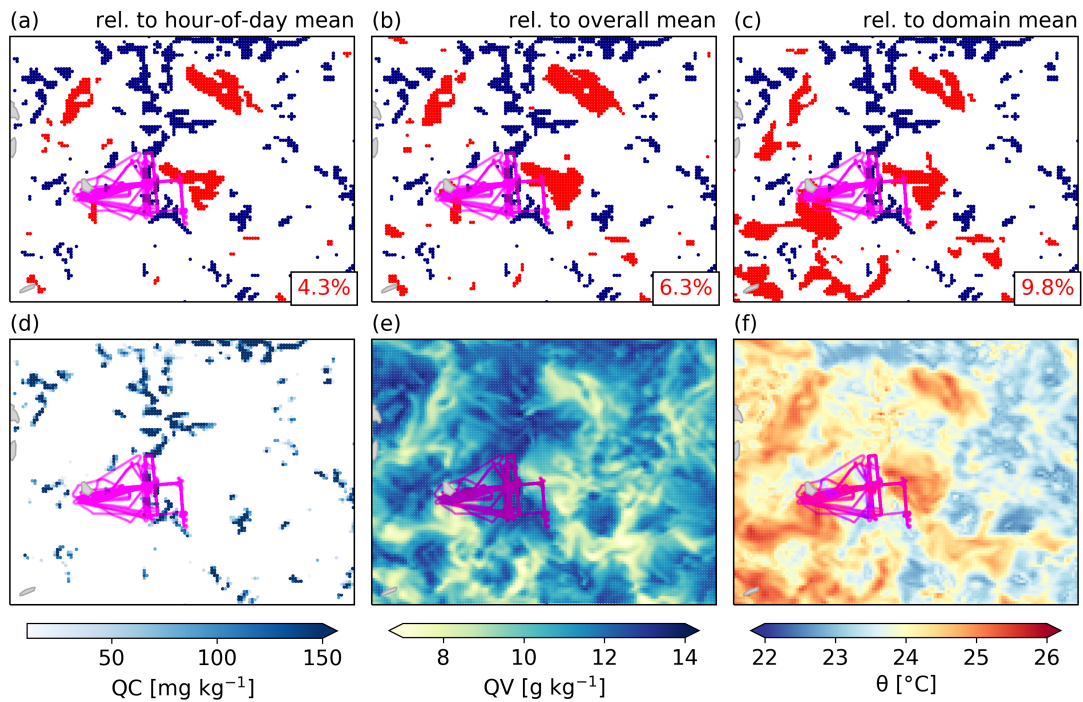 (a) rel. to hour-of-day mean
(b) rel. to overall mean
(c) rel. to domain mean
4.3%
6.3%
9.8%
(d)
(e)
(f)
50 100 150
QC [mg kg⁻¹]
8 10 12 14
QV [g kg⁻¹]
22 23 24 25 26
θ [°C]